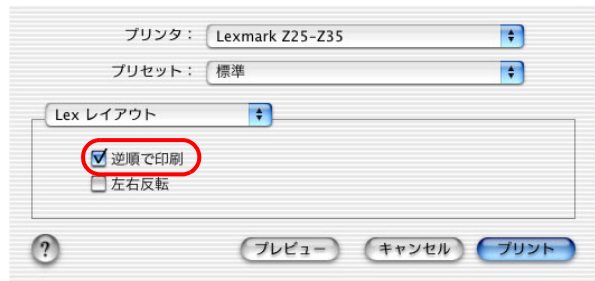 プリンタ： Lexmark Z25-Z35
プリセット： 標準
Lex レイアウト
逆順で印刷
左右反転
? プレビュー キャンセル プリント